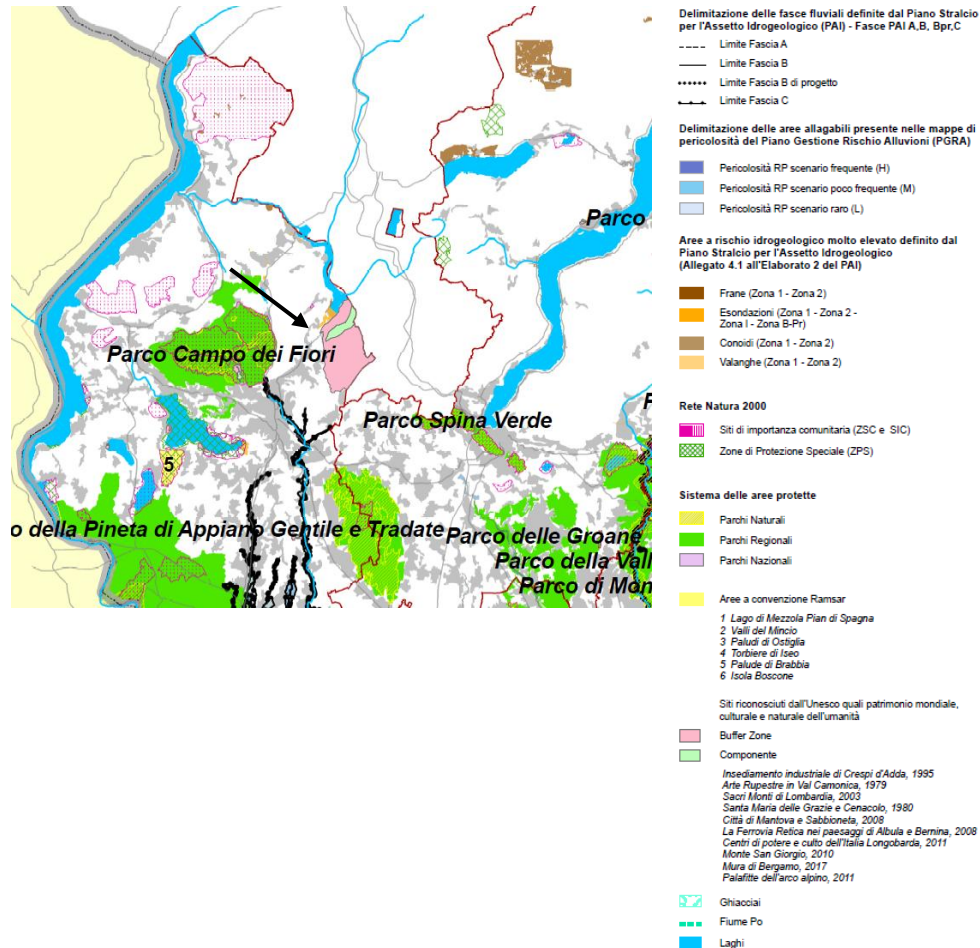 Parco
Parco Campo dei Fiori
Parco Spina Verde
5
o della Pineta di Appiano Gentile e Tradate
Parco delle Groane
Parco della Vall
Parco di Mon
Delimitazione delle fasce fluviali definite dal Piano Stralcio
per l'Assetto Idrogeologico (PAI) - Fasce PAI A,B, Bpr,C
Limite Fascia A
Limite Fascia B
Limite Fascia B di progetto
Limite Fascia C
Delimitazione delle aree allagabili presente nelle mappe di
pericolosità del Piano Gestione Rischio Alluvioni (PGRA)
Pericolosità RP scenario frequente (H)
Pericolosità RP scenario poco frequente (M)
Pericolosità RP scenario raro (L)
Aree a rischio idrogeologico molto elevato definito dal
Piano Stralcio per l'Assetto Idrogeologico
(Allegato 4.1 all'Elaborato 2 del PAI)
Frane (Zona 1 - Zona 2)
Esondazioni (Zona 1 - Zona 2 -
Zona I - Zona B-Pr)
Conoidi (Zona 1 - Zona 2)
Valanghe (Zona 1 - Zona 2)
Rete Natura 2000
Siti di importanza comunitaria (ZSC e SIC)
Zone di Protezione Speciale (ZPS)
Sistema delle aree protette
Parchi Naturali
Parchi Regionali
Parchi Nazionali
Aree a convenzione Ramsar
1 Lago di Mezzola Pian di Spagna
2 Valli del Mincio
3 Paludi di Ostiglia
4 Torbiere di Iseo
5 Palude di Brabbia
6 Isola Boscone
Siti riconosciuti dall'Unesco quali patrimonio mondiale,
culturale e naturale dell'umanità
Buffer Zone
Componente
Insediamento industriale di Crespi d'Adda, 1995
Arte Rupestre in Val Camonica, 1979
Sacri Monti di Lombardia, 2003
Santa Maria delle Grazie e Cenacolo, 1980
Città di Mantova e Sabbioneta, 2008
La Ferrovia Retica nei paesaggi di Albula e Bernina, 2008
Centri di potere e culto dell'Italia Longobarda, 2011
Monte San Giorgio, 2010
Mura di Bergamo, 2017
Palafitte dell'arco alpino, 2011
Ghiacciai
Fiume Po
Laghi